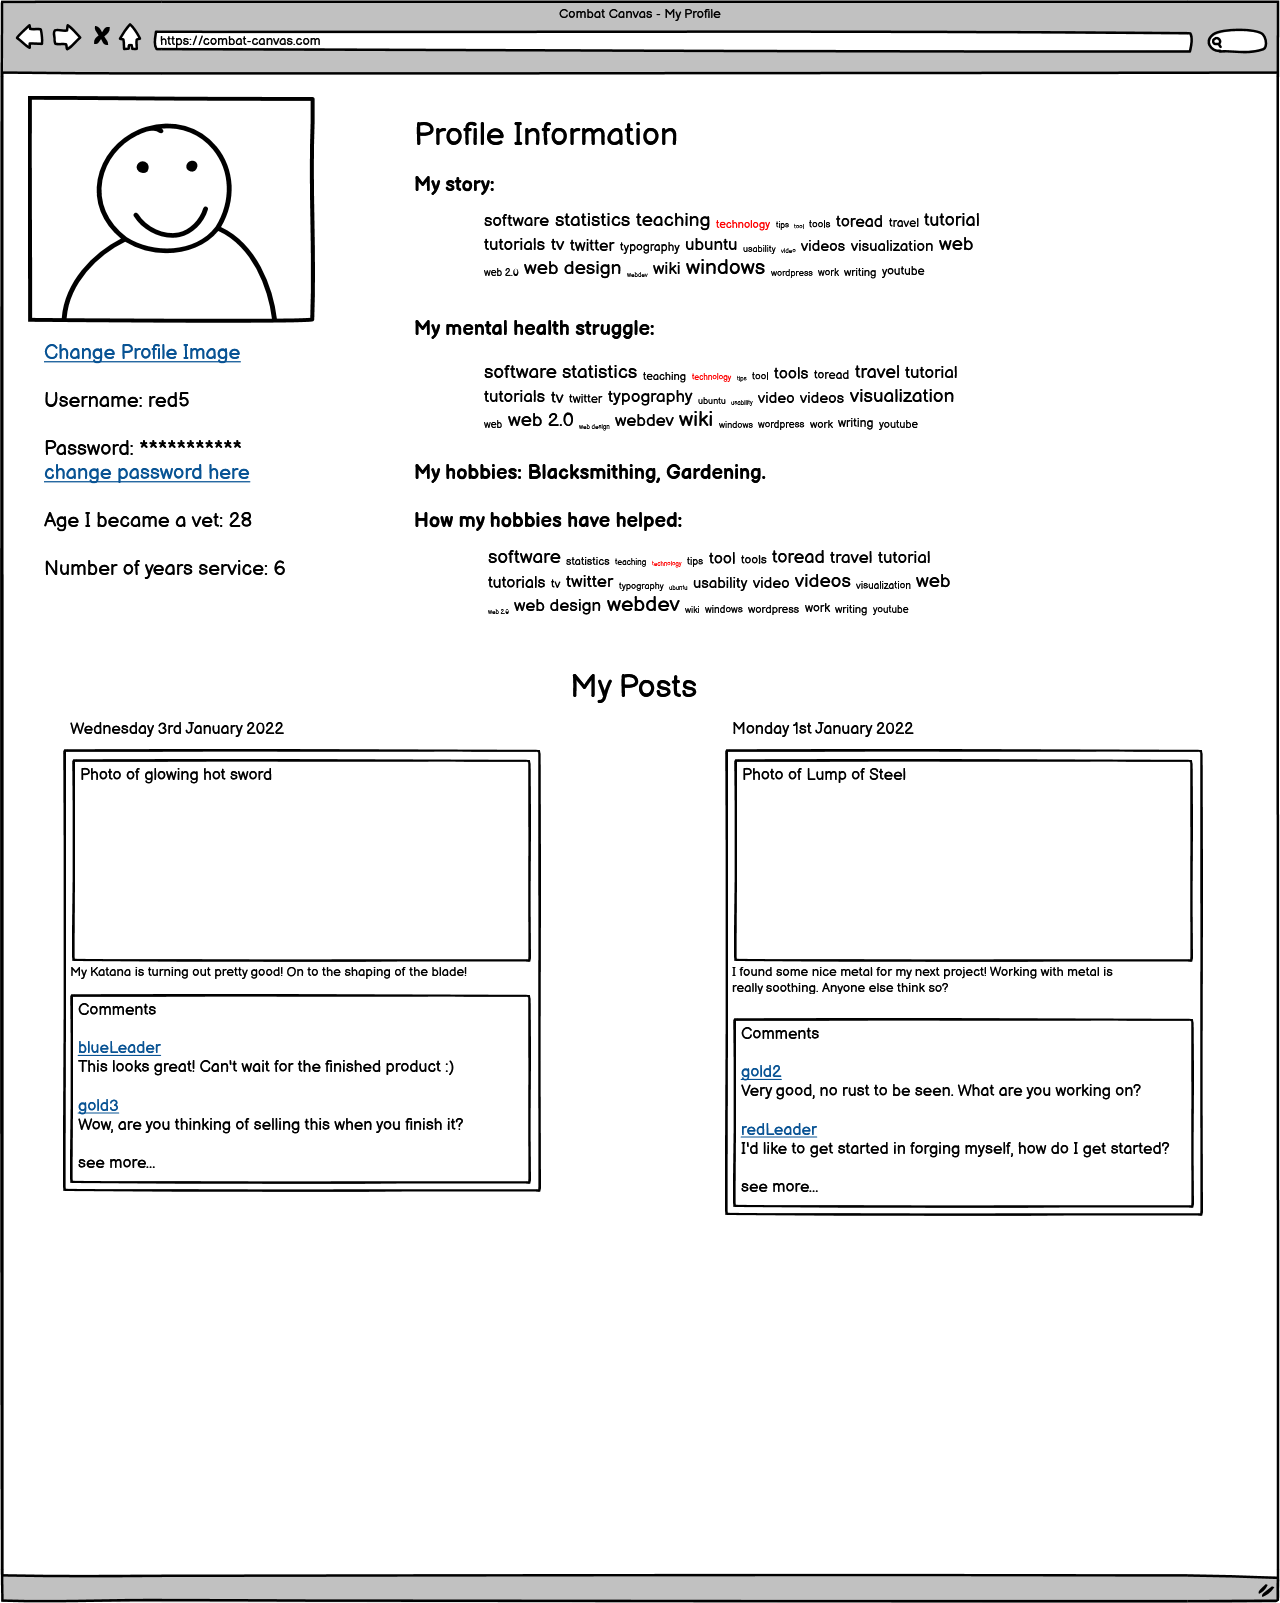 Combat Canvas - My Profile
https://combat-canvas.com
Change Profile Image
Username: red5
Password: ***********
change password here
Age I became a vet: 28
Number of years service: 6
Profile Information
My story:
software statistics teaching technology tips tool tools toread travel tutorial
tutorials tv twitter typography ubuntu usability video videos visualization web
web 2.0 web design webdev wiki windows wordpress work writing youtube
My mental health struggle:
software statistics teaching technology tips tool tools toread travel tutorial
tutorials tv twitter typography ubuntu usability video videos visualization
web web 2.0 web design webdev wiki windows wordpress work writing youtube
My hobbies: Blacksmithing, Gardening.
How my hobbies have helped:
software statistics teaching technology tips tool tools toread travel tutorial
tutorials tv twitter typography ubuntu usability video videos visualization web
web 2.0 web design webdev wiki windows wordpress work writing youtube
My Posts
Wednesday 3rd January 2022
Photo of glowing hot sword
My Katana is turning out pretty good! On to the shaping of the blade!
Comments
blueLeader
This looks great! Can't wait for the finished product :)
gold3
Wow, are you thinking of selling this when you finish it?
see more...
Monday 1st January 2022
Photo of Lump of Steel
I found some nice metal for my next project! Working with metal is
really soothing. Anyone else think so?
Comments
gold2
Very good, no rust to be seen. What are you working on?
redLeader
I'd like to get started in forging myself, how do I get started?
see more...